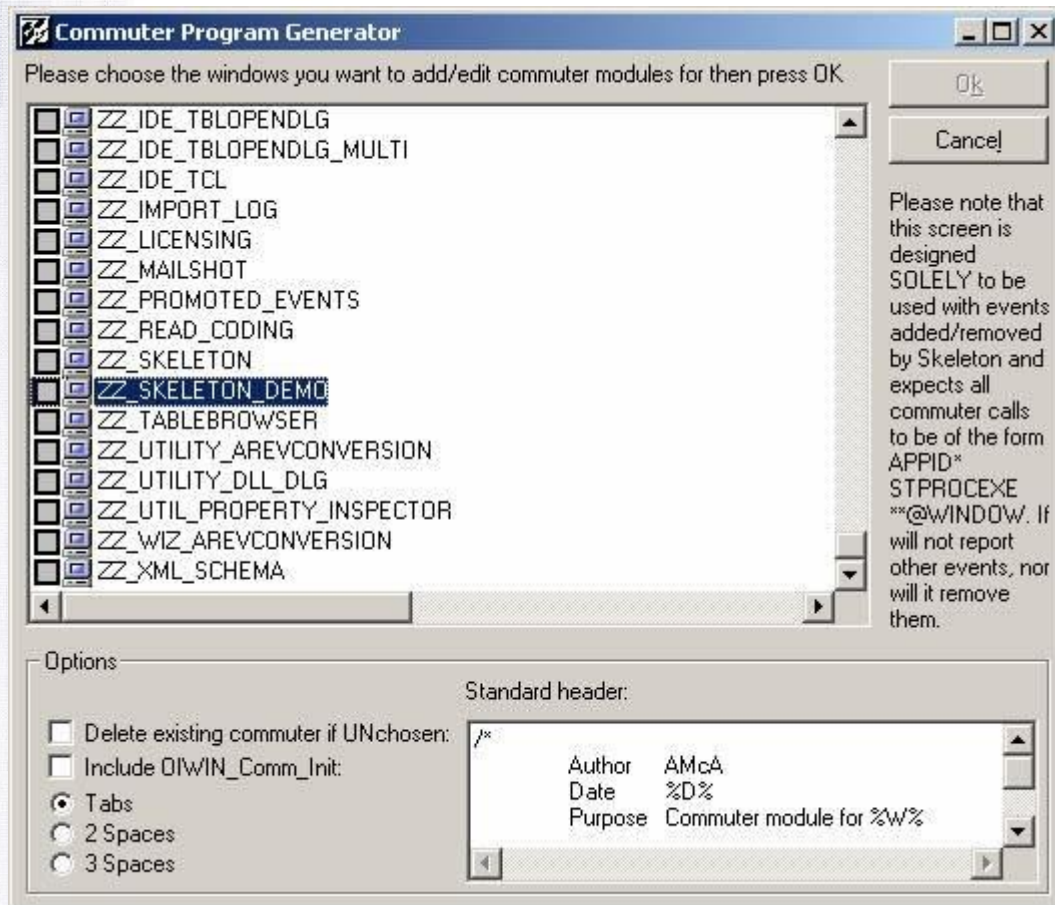 Commuter Program Generator
Please choose the windows you want to add/edit commuter modules for then press OK
ZZ_IDE_TBLOPENDLG
ZZ_IDE_TBLOPENDLG_MULTI
ZZ_IDE_TCL
ZZ_IMPORT_LOG
ZZ_LICENSING
ZZ_MAILSHOT
ZZ_PROMOTED_EVENTS
ZZ_READ_CODING
ZZ_SKELETON
ZZ_SKELETON_DEMO
ZZ_TABLEBROWSER
ZZ_UTILITY_AREVCONVERSION
ZZ_UTILITY_DLL_DLG
ZZ_UTIL_PROPERTY_INSPECTOR
ZZ_WIZ_AREVCONVERSION
ZZ_XML_SCHEMA
Ok
Cancel
Please note that
this screen is
designed
SOLELY to be
used with events
added/removed
by Skeleton and
expects all
commuter calls
to be of the form
APPID*
STPROCEXE
**@WINDOW. If
will not report
other events, nor
will it remove
them.
Options
Delete existing commuter if UNchosen:
Include OIWIN_Comm_Init:
Tabs
2 Spaces
3 Spaces
Standard header:
/*
Author AMcA
Date %D%
Purpose Commuter module for %W%